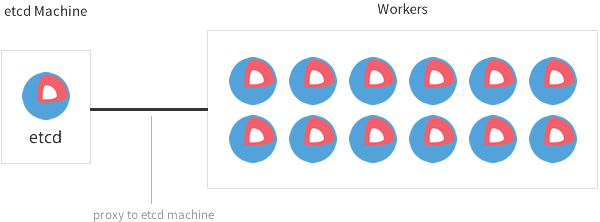 etcd Machine
Workers
etcd
proxy to etcd machine